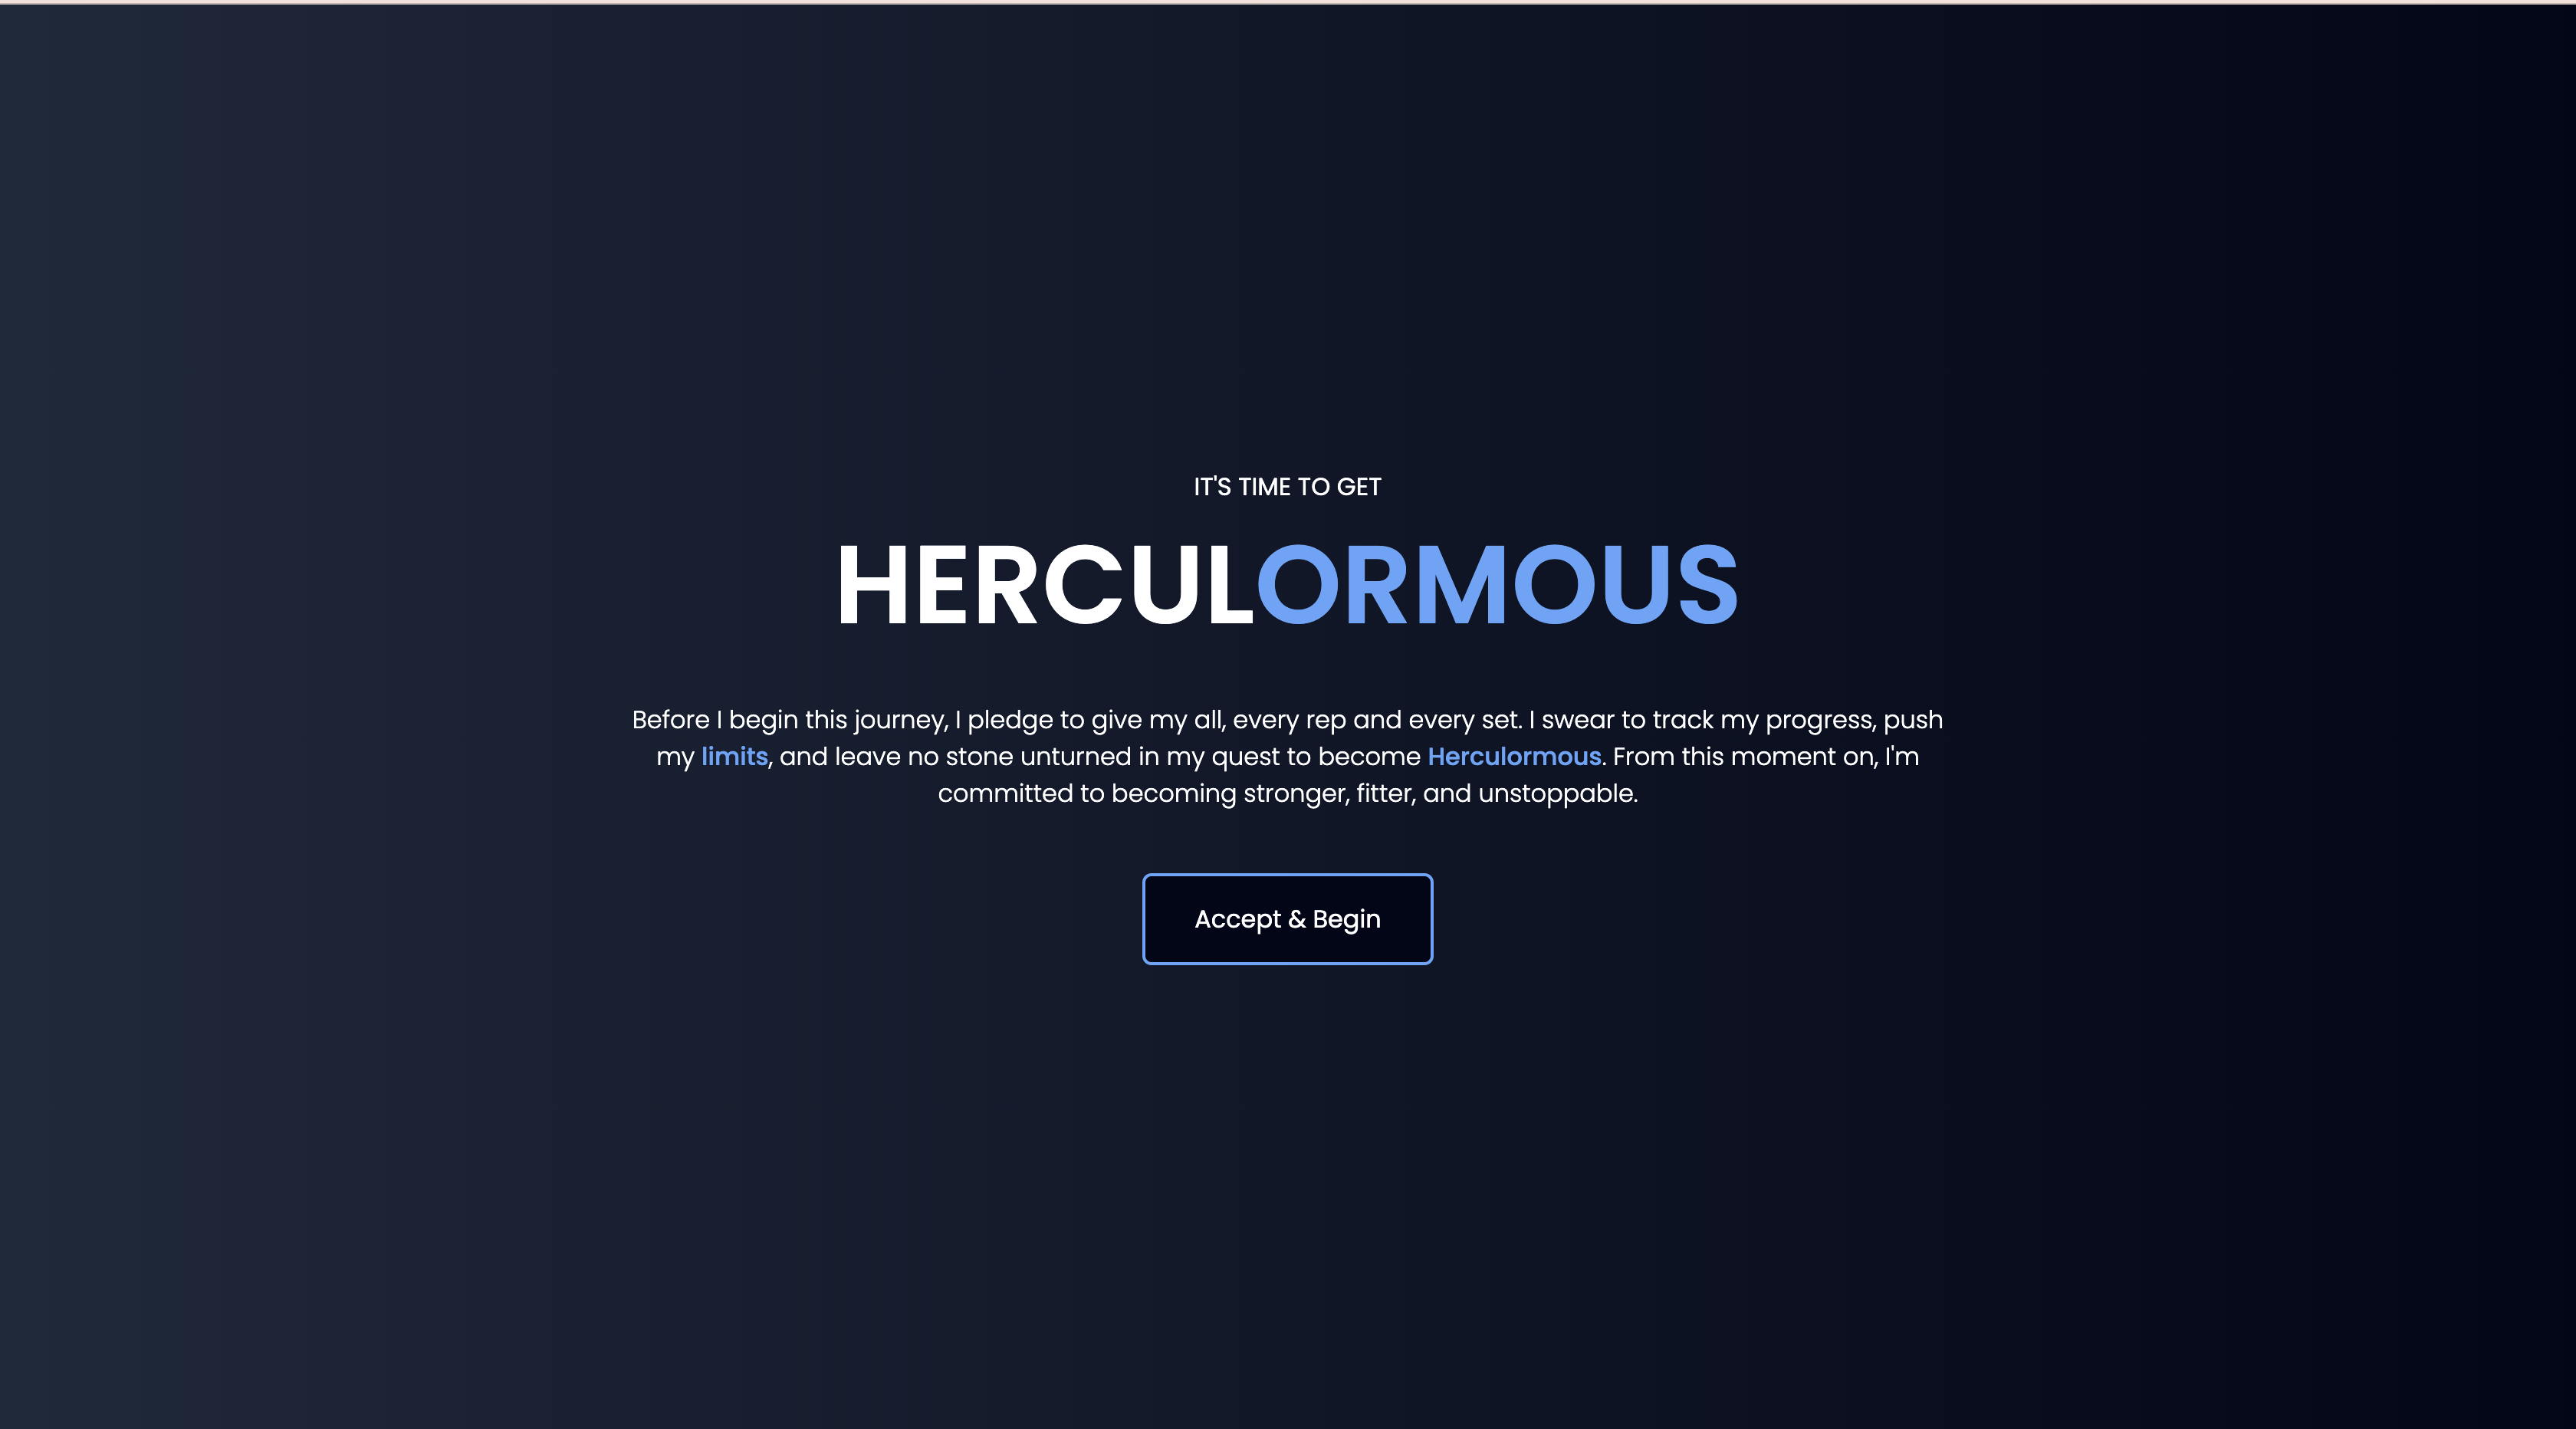 IT'S TIME TO GET
HERCULORMOUS
Before I begin this journey, I pledge to give my all, every rep and every set. I swear to track my progress, push
my limits, and leave no stone unturned in my quest to become Herculormous. From this moment on, I'm
committed to becoming stronger, fitter, and unstoppable.
Accept & Begin